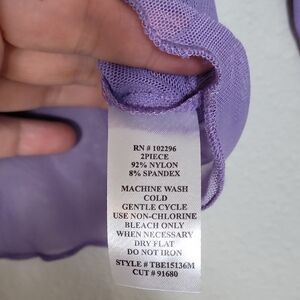 RN # 102296
2PIECE
92% NYLON
8% SPANDEX
MACHINE WASH
COLD
GENTLE CYCLE
USE NON-CHLORINE
BLEACH ONLY
WHEN NECESSARY
DRY FLAT
DO NOT IRON
STYLE # TBE15136M
CUT # 91680